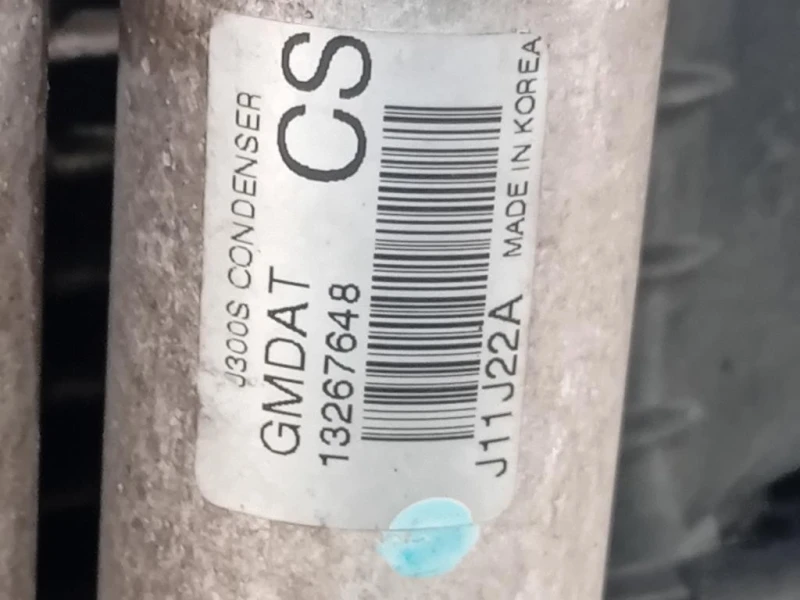 J300S CONDENSER
GMDAT CS
13267648
J11J22A MADE IN KOREA